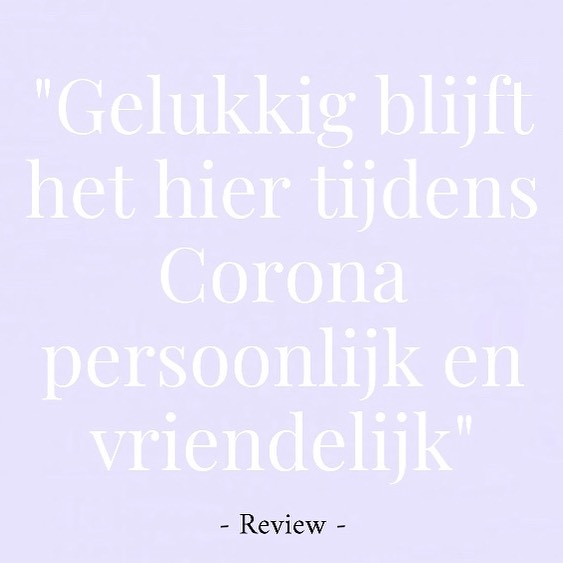 "Gelukkig blijft
het hier tijdens
Corona
persoonlijk en
vriendelijk"
- Review -